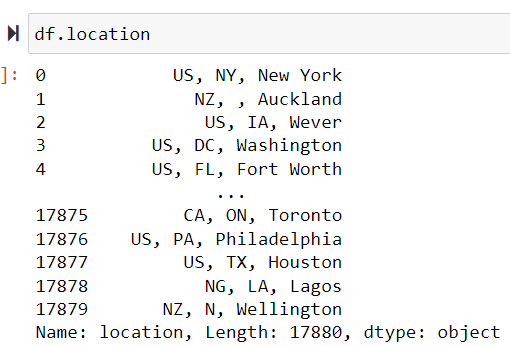 df.location
]: 0 US, NY, New York
1 NZ, , Auckland
2 US, IA, Wever
3 US, DC, Washington
4 US, FL, Fort Worth
...
17875 CA, ON, Toronto
17876 US, PA, Philadelphia
17877 US, TX, Houston
17878 NG, LA, Lagos
17879 NZ, N, Wellington
Name: location, Length: 17880, dtype: object